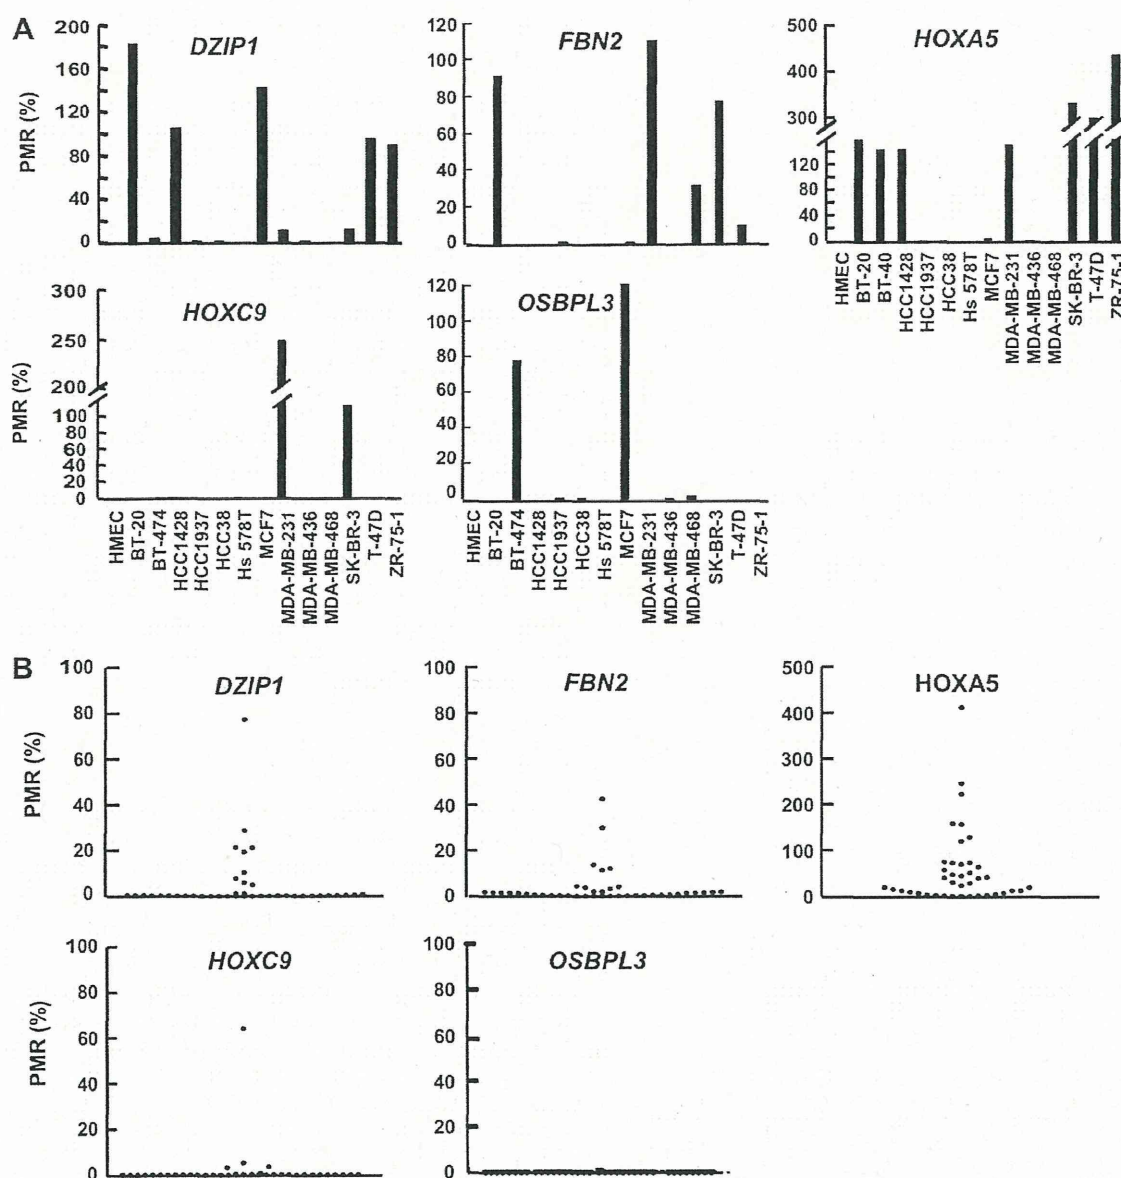 A
DZIP1
PMR (%)
200
160
120
80
40
0
FBN2
120
100
80
60
40
20
0
HOXA5
500
400
300
120
80
40
0
HMEC
BT-20
BT-40
HCC1428
HCC1937
HCC38
Hs 578T
MCF7
MDA-MB-231
MDA-MB-436
MDA-MB-468
SK-BR-3
T-47D
ZR-75-1
HOXC9
PMR (%)
300
250
200
100
80
60
40
20
0
HMEC
BT-20
BT-474
HCC1428
HCC1937
HCC38
Hs 578T
MCF7
MDA-MB-231
MDA-MB-436
MDA-MB-468
SK-BR-3
T-47D
ZR-75-1
OSBPL3
120
80
60
40
20
0
HMEC
BT-20
BT-474
HCC1428
HCC1937
HCC38
Hs 578T
MCF7
MDA-MB-231
MDA-MB-436
MDA-MB-468
SK-BR-3
T-47D
ZR-75-1
B
DZIP1
PMR (%)
100
80
60
40
20
0
FBN2
100
80
60
40
20
0
HOXA5
500
400
300
200
100
0
HOXC9
PMR (%)
100
80
60
40
20
0
OSBPL3
100
80
60
40
20
0